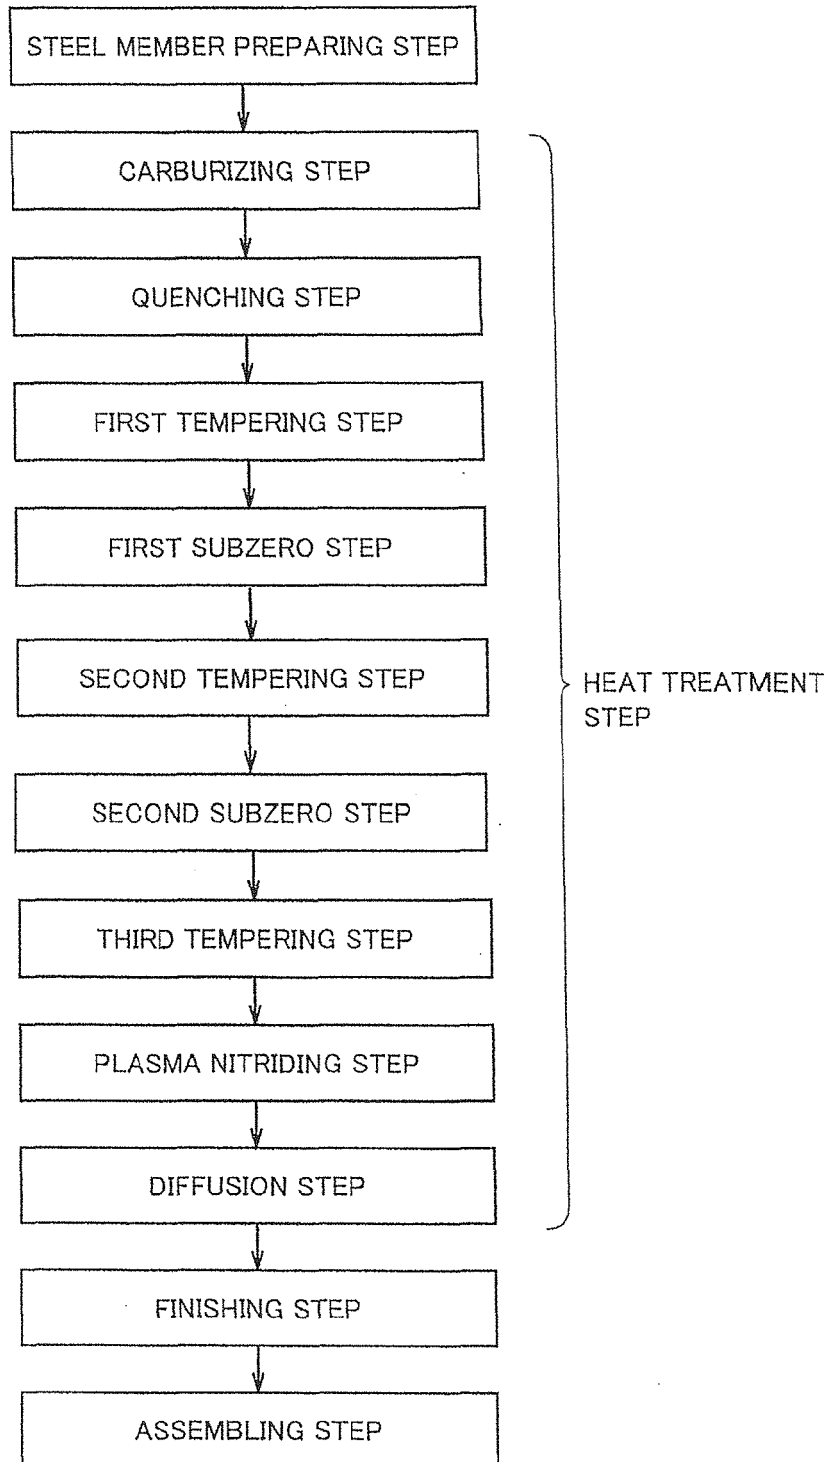 STEEL MEMBER PREPARING STEP
CARBURIZING STEP
QUENCHING STEP
FIRST TEMPERING STEP
FIRST SUBZERO STEP
SECOND TEMPERING STEP
HEAT TREATMENT
STEP
SECOND SUBZERO STEP
THIRD TEMPERING STEP
PLASMA NITRIDING STEP
DIFFUSION STEP
FINISHING STEP
ASSEMBLING STEP